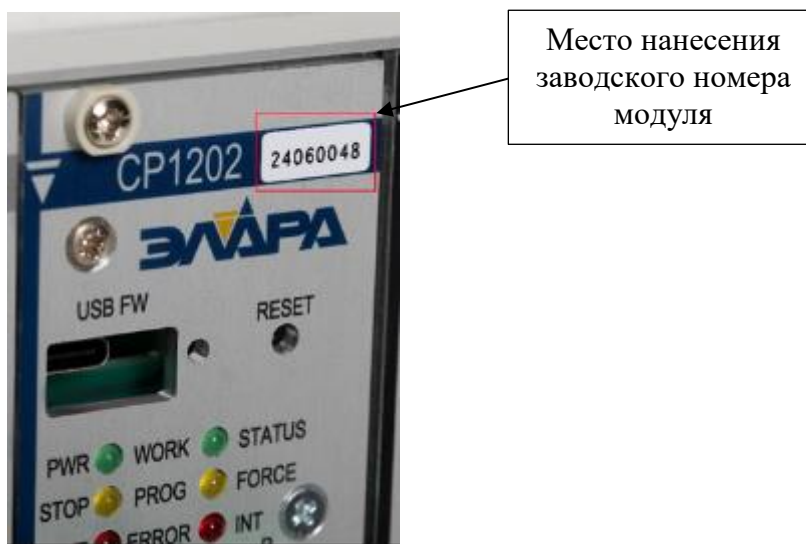 Место нанесения
заводского номера
модуля
CP1202 24060048
ЭЛАРА
USB FW
RESET
PWR WORK STATUS
STOP PROG FORCE
ERROR INT